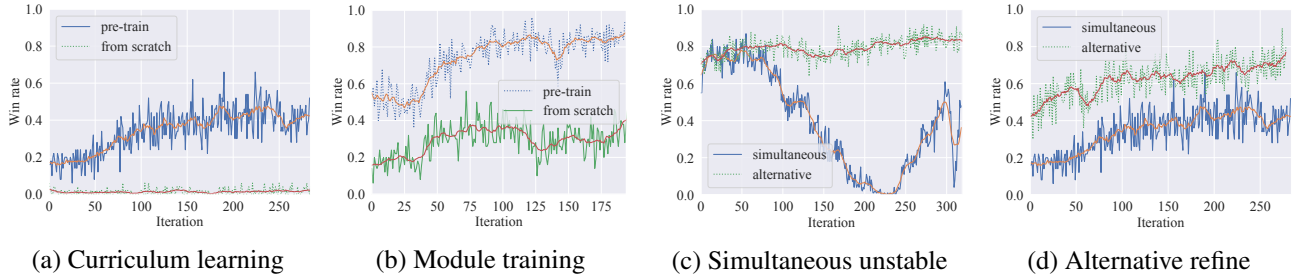 1.0
0.8
0.6
0.4
0.2
0.0
Win rate
pre-train
from scratch
0 50 100 150 200 250
Iteration
(a) Curriculum learning
1.0
0.8
0.6
0.4
0.2
0.0
Win rate
pre-train
from scratch
0 25 50 75 100 125 150 175
Iteration
(b) Module training
1.0
0.8
0.6
0.4
0.2
0.0
Win rate
simultaneous
alternative
0 50 100 150 200 250 300
Iteration
(c) Simultaneous unstable
1.0
0.8
0.6
0.4
0.2
0.0
Win rate
simultaneous
alternative
0 50 100 150 200 250
Iteration
(d) Alternative refine